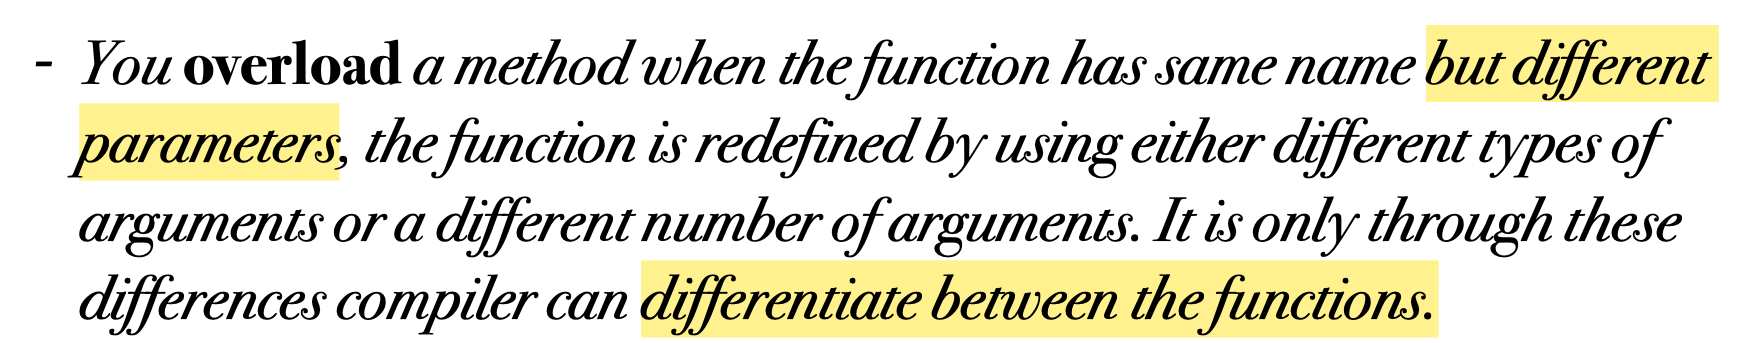 - You overload a method when the function has same name but different
parameters, the function is redefined by using either different types of
arguments or a different number of arguments. It is only through these
differences compiler can differentiate between the functions.